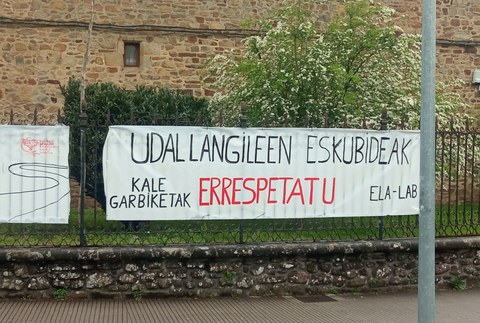 UDAL LANGILEEN ESKUBIDEAK
KALE
GARBIKETAK ERRESPETATU ELA-LAB